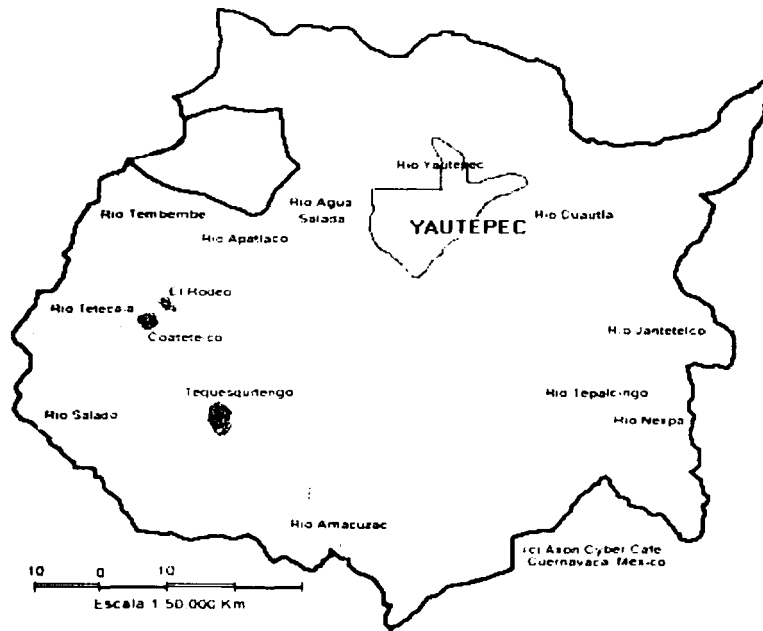 Rio Yautepec
Rio Agua
Salada
Rio Tembembe
Rio Cuautla
YAUTEPEC
Rio Apatlaco
El Rodeo
Rio Tetecala
Coatetelco
Rio Jantetelco
Tequesquitengo
Rio Tepalcingo
Rio Salado
Rio Nexpa
Rio Amacuzac
(c) Axon Cyber Cafe
Cuernavaca, Mexico
10 0 10
Escala 1:50.000 Km